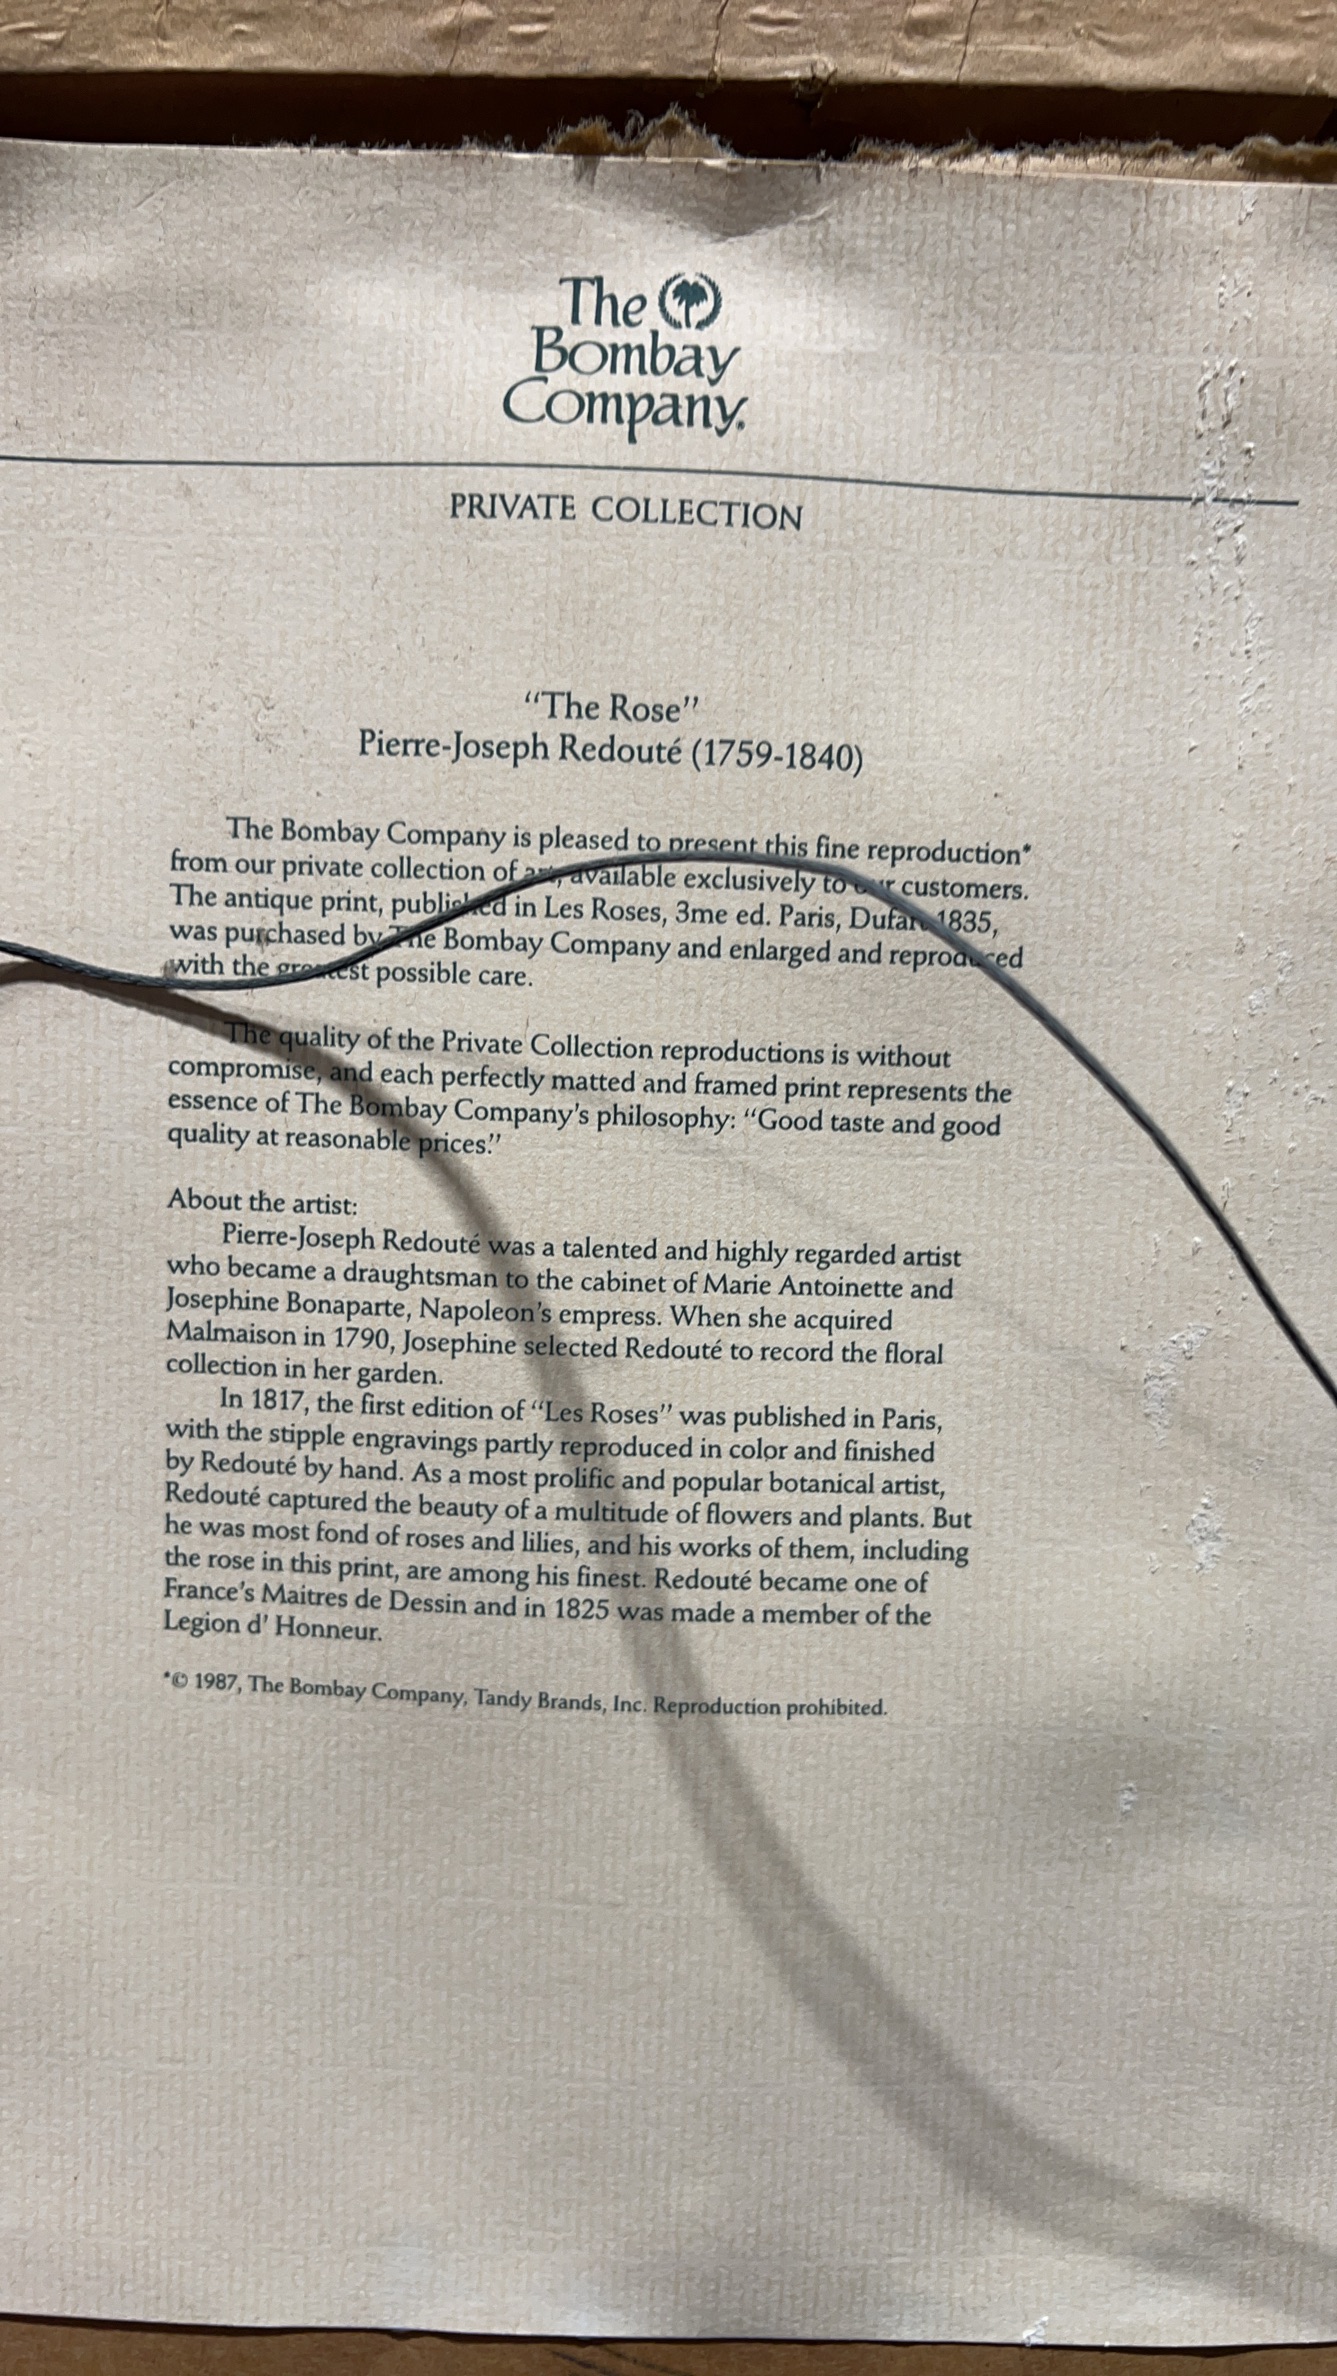 The
Bombay
Company®
PRIVATE COLLECTION
“The Rose”
Pierre-Joseph Redouté (1759-1840)
The Bombay Company is pleased to present this fine reproduction*
from our private collection of art, available exclusively to our customers.
The antique print, published in Les Roses, 3me ed. Paris, Dufart 1835,
was purchased by The Bombay Company and enlarged and reproduced
with the greatest possible care.
The quality of the Private Collection reproductions is without
compromise, and each perfectly matted and framed print represents the
essence of The Bombay Company’s philosophy: “Good taste and good
quality at reasonable prices.”
About the artist:
Pierre-Joseph Redouté was a talented and highly regarded artist
who became a draughtsman to the cabinet of Marie Antoinette and
Josephine Bonaparte, Napoleon’s empress. When she acquired
Malmaison in 1790, Josephine selected Redouté to record the floral
collection in her garden.
In 1817, the first edition of “Les Roses” was published in Paris,
with the stipple engravings partly reproduced in color and finished
by Redouté by hand. As a most prolific and popular botanical artist,
Redouté captured the beauty of a multitude of flowers and plants. But
he was most fond of roses and lilies, and his works of them, including
the rose in this print, are among his finest. Redouté became one of
France’s Maitres de Dessin and in 1825 was made a member of the
Legion d’ Honneur.
*© 1987, The Bombay Company, Tandy Brands, Inc. Reproduction prohibited.